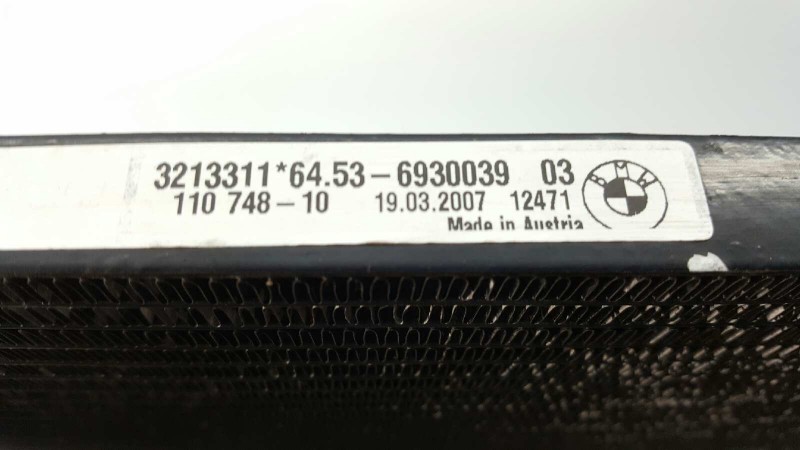 3213311*64.53-6930039 03
110 748-10 19.03.2007 12471
Made in Austria
BMW